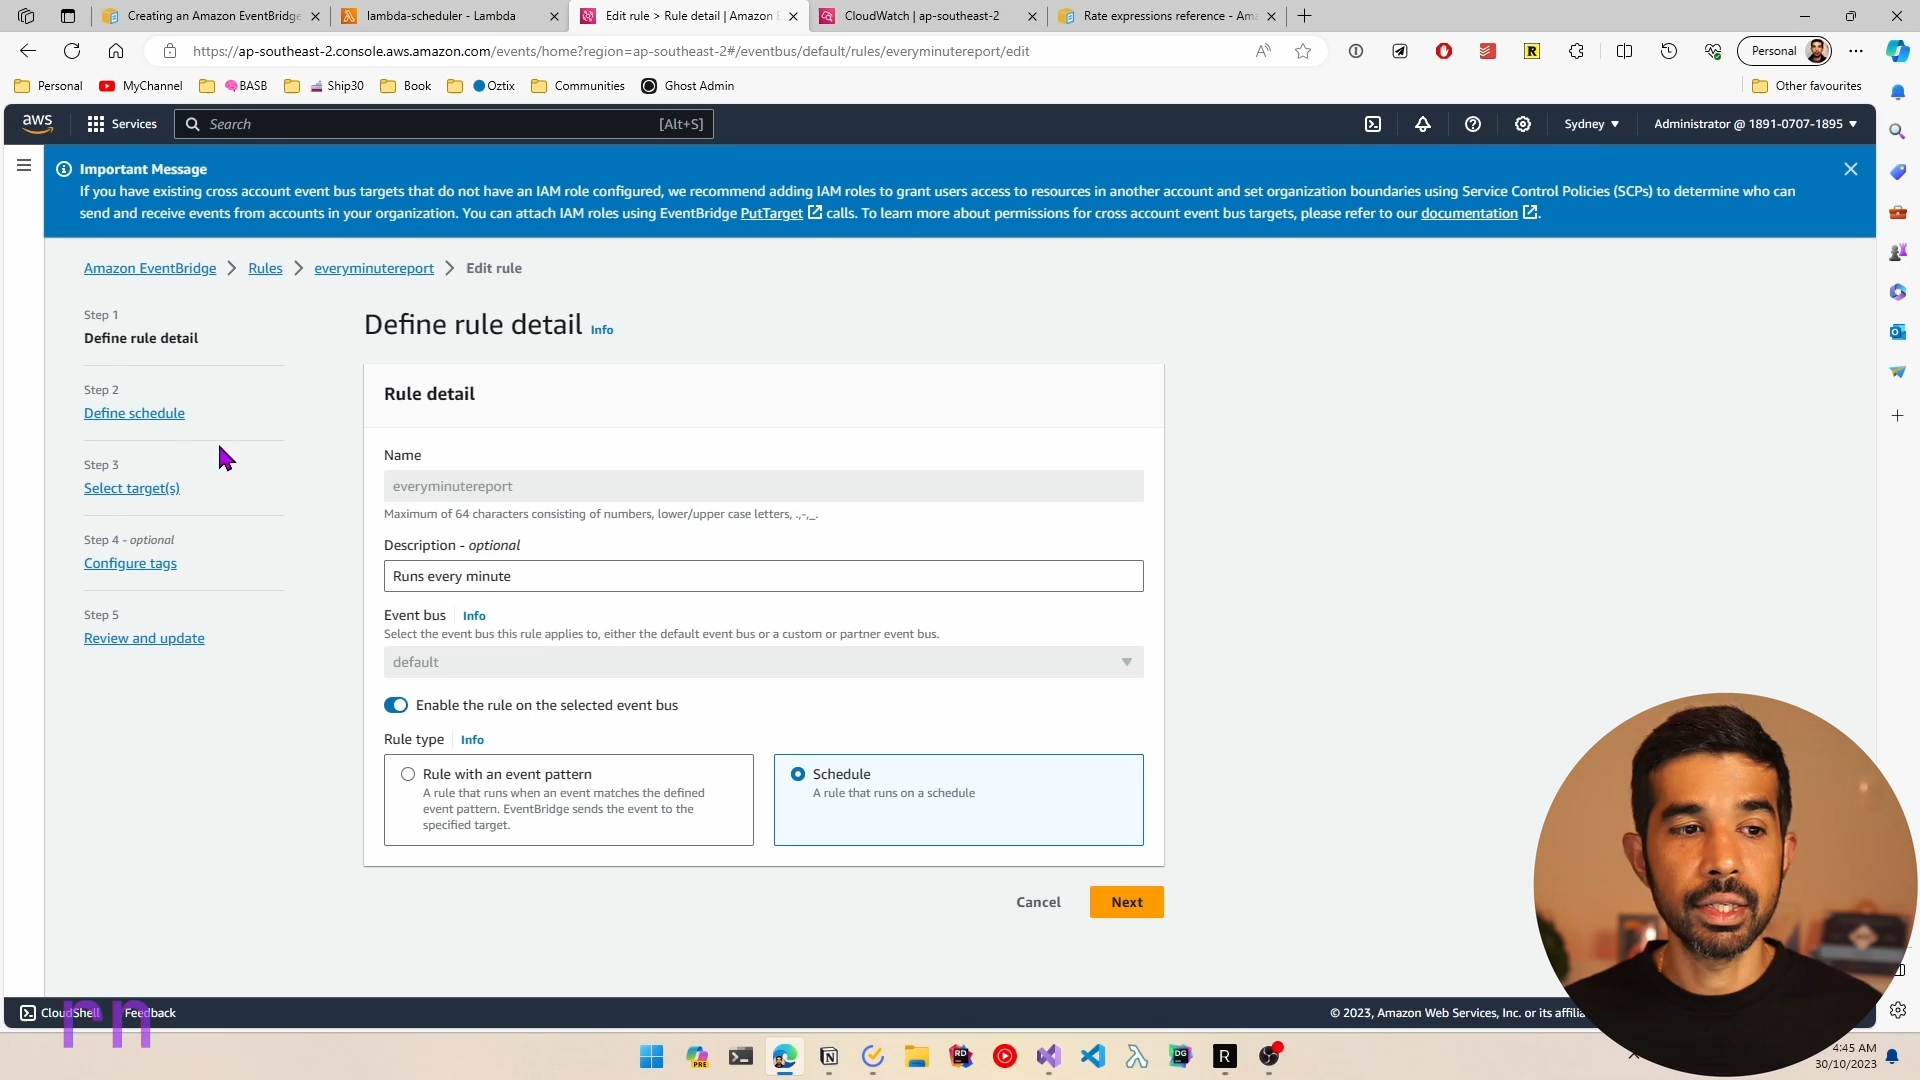 Creating an Amazon EventBridge
lambda-scheduler - Lambda
Edit rule > Rule detail | Amazon E
CloudWatch | ap-southeast-2
Rate expressions reference - Ama
https://ap-southeast-2.console.aws.amazon.com/events/home?region=ap-southeast-2#/eventbus/default/rules/everyminutereport/edit
Personal
Personal
MyChannel
BASB
Ship30
Book
Oztix
Communities
Ghost Admin
Other favourites
aws
Services
Search
[Alt+S]
Sydney
Administrator @ 1891-0707-1895
Important Message
If you have existing cross account event bus targets that do not have an IAM role configured, we recommend adding IAM roles to grant users access to resources in another account and set organization boundaries using Service Control Policies (SCPs) to determine who can
send and receive events from accounts in your organization. You can attach IAM roles using EventBridge PutTarget calls. To learn more about permissions for cross account event bus targets, please refer to our documentation.
Amazon EventBridge > Rules > everyminutereport > Edit rule
Step 1
Define rule detail
Step 2
Define schedule
Step 3
Select target(s)
Step 4 - optional
Configure tags
Step 5
Review and update
Define rule detail Info
Rule detail
Name
everyminutereport
Maximum of 64 characters consisting of numbers, lower/upper case letters, .,-,_.
Description - optional
Runs every minute
Event bus Info
Select the event bus this rule applies to, either the default event bus or a custom or partner event bus.
default
Enable the rule on the selected event bus
Rule type Info
Rule with an event pattern
A rule that runs when an event matches the defined
event pattern. EventBridge sends the event to the
specified target.
Schedule
A rule that runs on a schedule
Cancel
Next
CloudShell
Feedback
© 2023, Amazon Web Services, Inc. or its affilia
rn
PRE
RD
DG
R
4:45 AM
30/10/2023